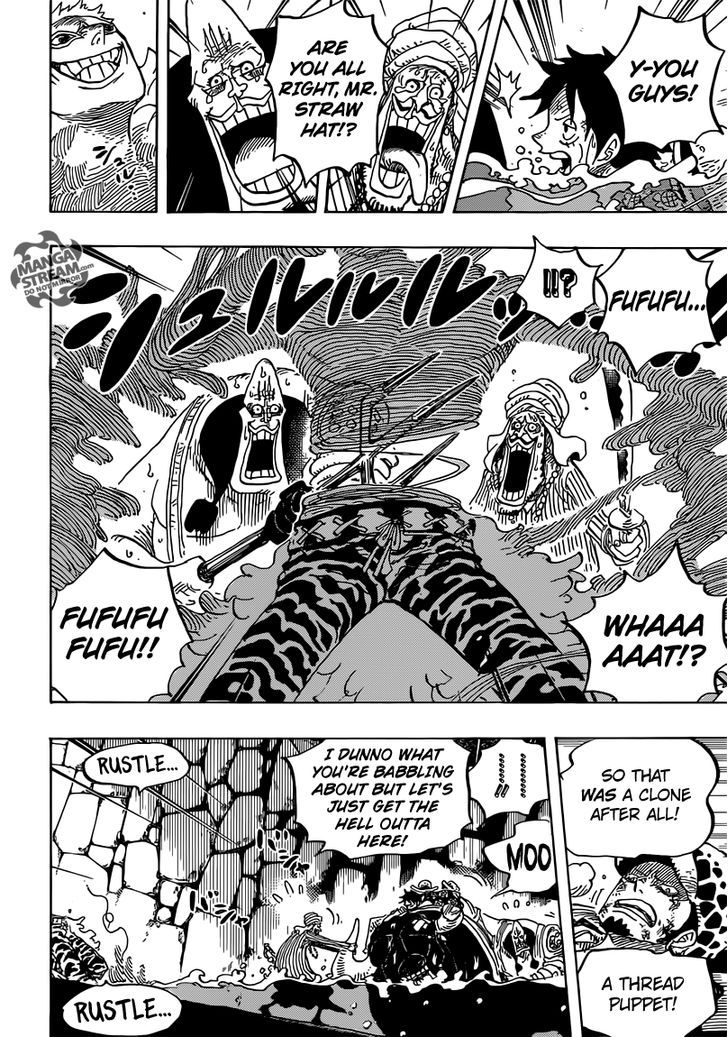 Y-YOU
GUYS!
ARE
YOU ALL
RIGHT, MR.
STRAW
HAT!?
MANGA
STREAM.com
DO NOT MIRROR
FUFUFU...
!!?
シュルルルルッ
WHAAA
AAAT!?
FUFUFU
FUFU!!
SO THAT
WAS A CLONE
AFTER ALL!
A THREAD
PUPPET!
I DUNNO WHAT
YOU'RE BABBLING
ABOUT BUT LET'S
JUST GET THE
HELL OUTTA
HERE!
MOO
RUSTLE...
RUSTLE...